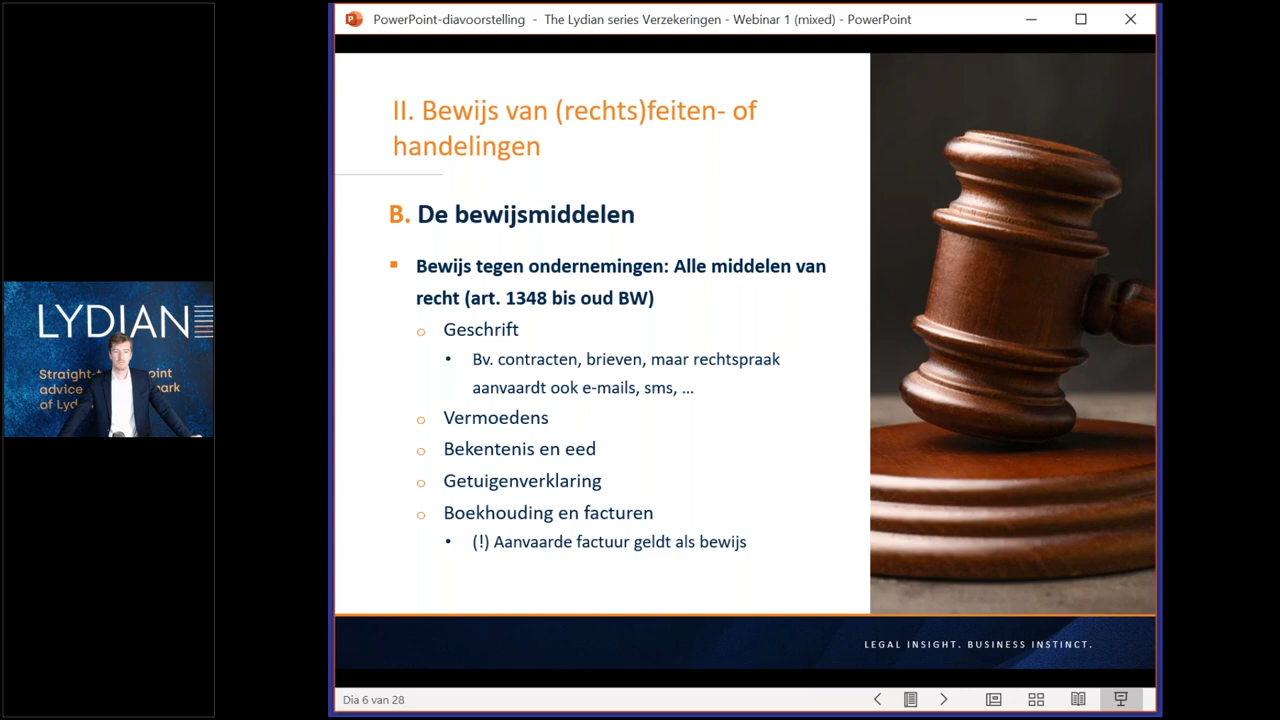 PowerPoint-diavoorstelling - The Lydian series Verzekeringen - Webinar 1 (mixed) - PowerPoint
II. Bewijs van (rechts)feiten- of
handelingen
B. De bewijsmiddelen
Bewijs tegen ondernemingen: Alle middelen van
recht (art. 1348 bis oud BW)
Geschrift
Bv. contracten, brieven, maar rechtspraak
aanvaardt ook e-mails, sms, ...
Vermoedens
Bekentenis en eed
Getuigenverklaring
Boekhouding en facturen
(!) Aanvaarde factuur geldt als bewijs
LEGAL INSIGHT. BUSINESS INSTINCT.
Dia 6 van 28
LYDIAN
advice
of